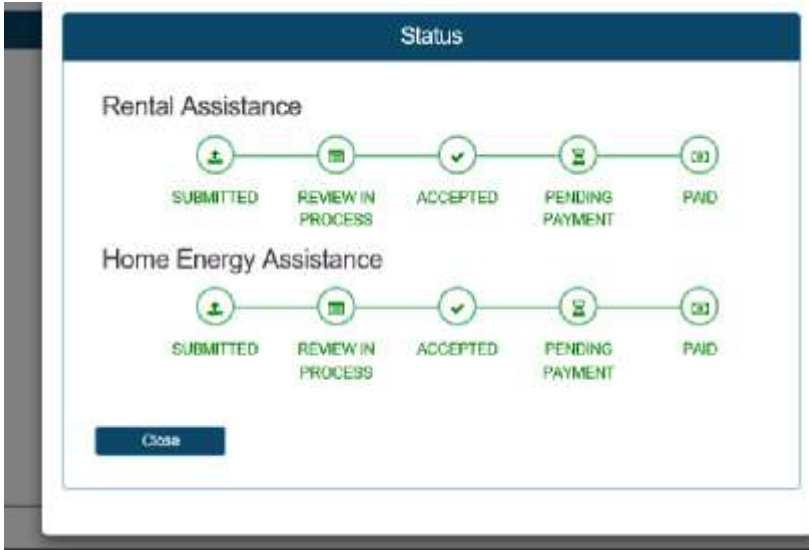 Status
Rental Assistance
SUBMITTED REVIEW IN PROCESS ACCEPTED PENDING PAYMENT PAID
Home Energy Assistance
SUBMITTED REVIEW IN PROCESS ACCEPTED PENDING PAYMENT PAID
Close